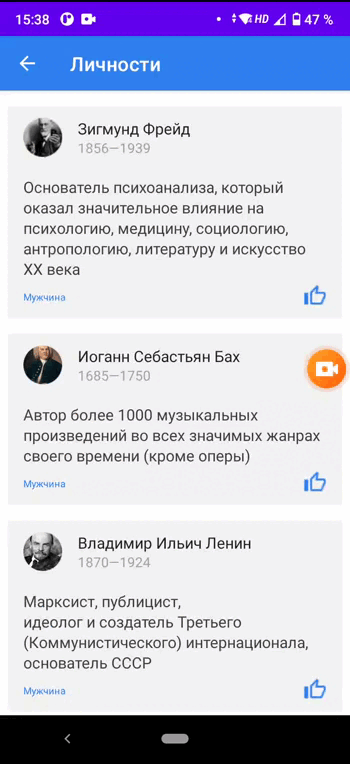 15:38 HD 47 %
Личности
Зигмунд Фрейд
1856—1939
Основатель психоанализа, который
оказал значительное влияние на
психологию, медицину, социологию,
антропологию, литературу и искусство
XX века
Мужчина
Иоганн Себастьян Бах
1685—1750
Автор более 1000 музыкальных
произведений во всех значимых жанрах
своего времени (кроме оперы)
Мужчина
Владимир Ильич Ленин
1870—1924
Марксист, публицист,
идеолог и создатель Третьего
(Коммунистического) интернационала,
основатель СССР
Мужчина